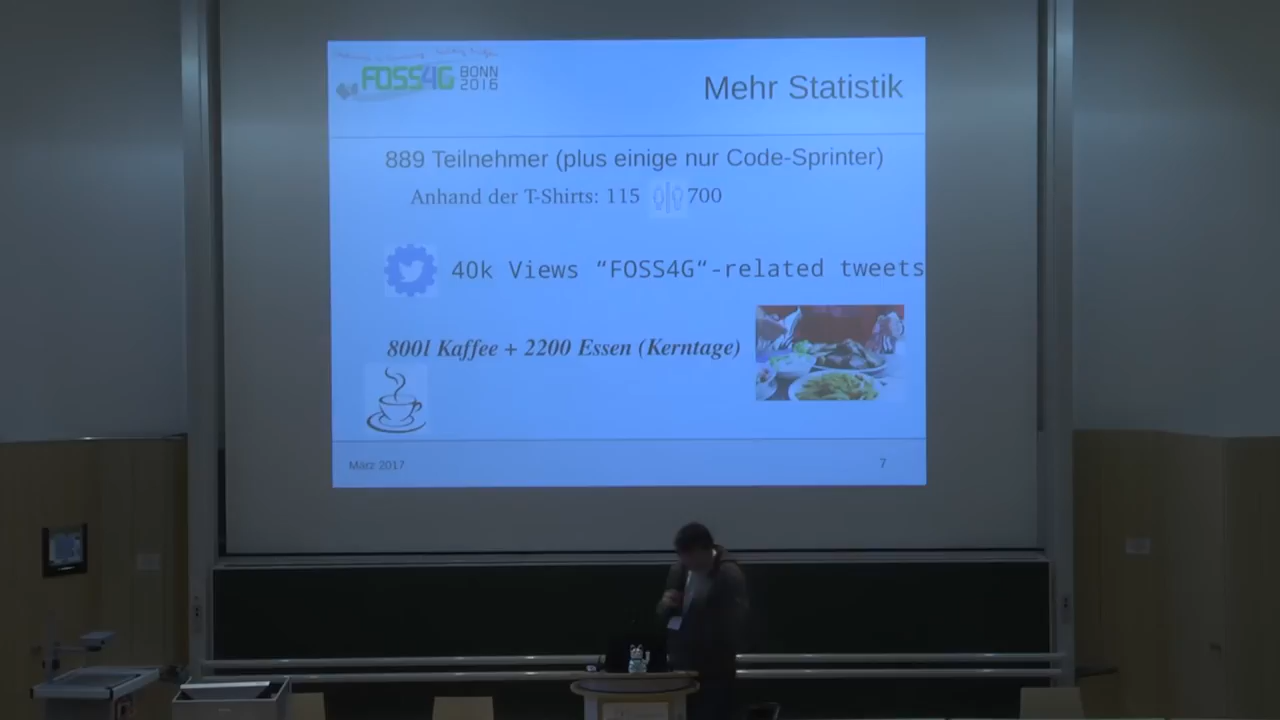 FOSS4G BONN 2016
Mehr Statistik
889 Teilnehmer (plus einige nur Code-Sprinter)
Anhand der T-Shirts: 115 700
40k Views “FOSS4G“-related tweets
800l Kaffee + 2200 Essen (Kerntage)
März 2017
7